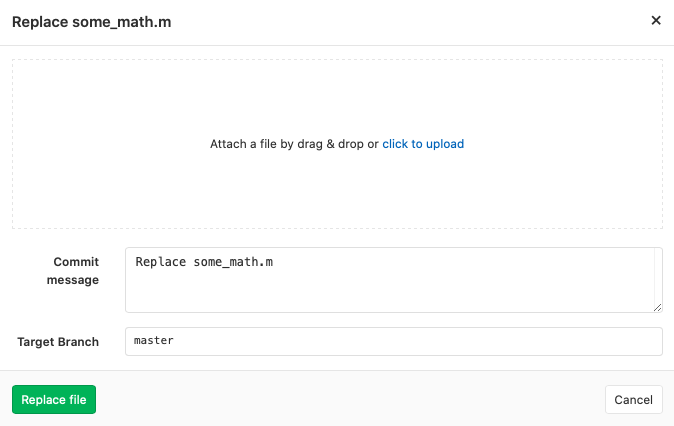 Replace some_math.m
×
Attach a file by drag & drop or click to upload
Commit
message
Replace some_math.m
Target Branch
master
Replace file
Cancel